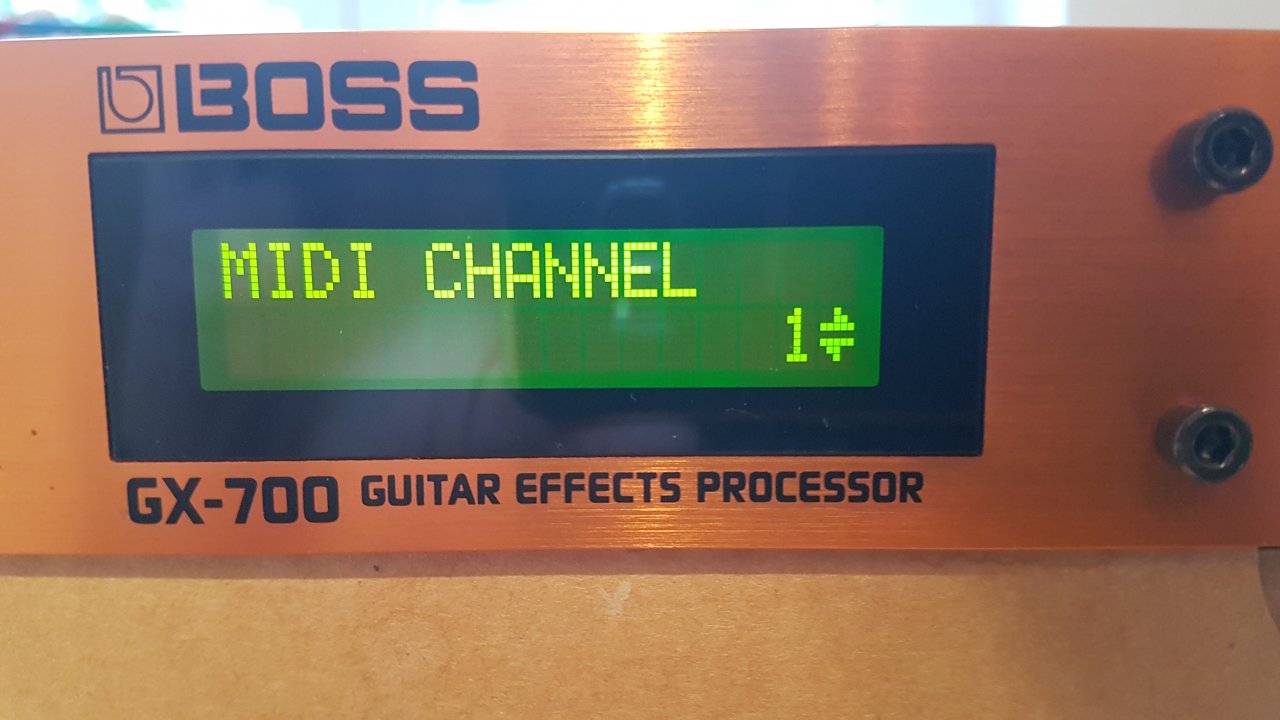 BOSS
MIDI CHANNEL
1
GX-700 GUITAR EFFECTS PROCESSOR